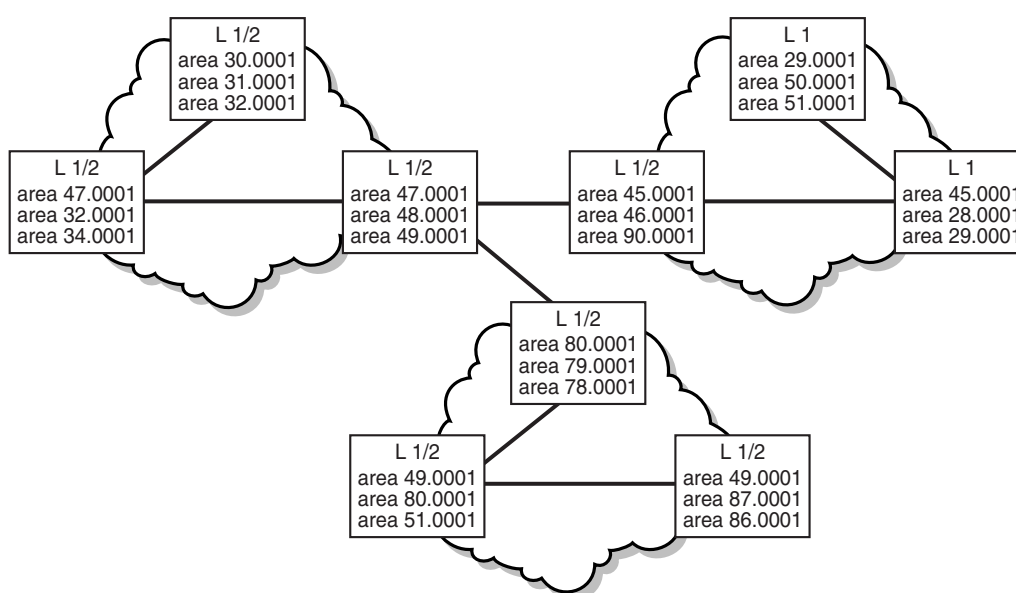 L 1/2
area 30.0001
area 31.0001
area 32.0001
L 1
area 29.0001
area 50.0001
area 51.0001
L 1/2
area 47.0001
area 32.0001
area 34.0001
L 1/2
area 47.0001
area 48.0001
area 49.0001
L 1/2
area 45.0001
area 46.0001
area 90.0001
L 1
area 45.0001
area 28.0001
area 29.0001
L 1/2
area 80.0001
area 79.0001
area 78.0001
L 1/2
area 49.0001
area 80.0001
area 51.0001
L 1/2
area 49.0001
area 87.0001
area 86.0001